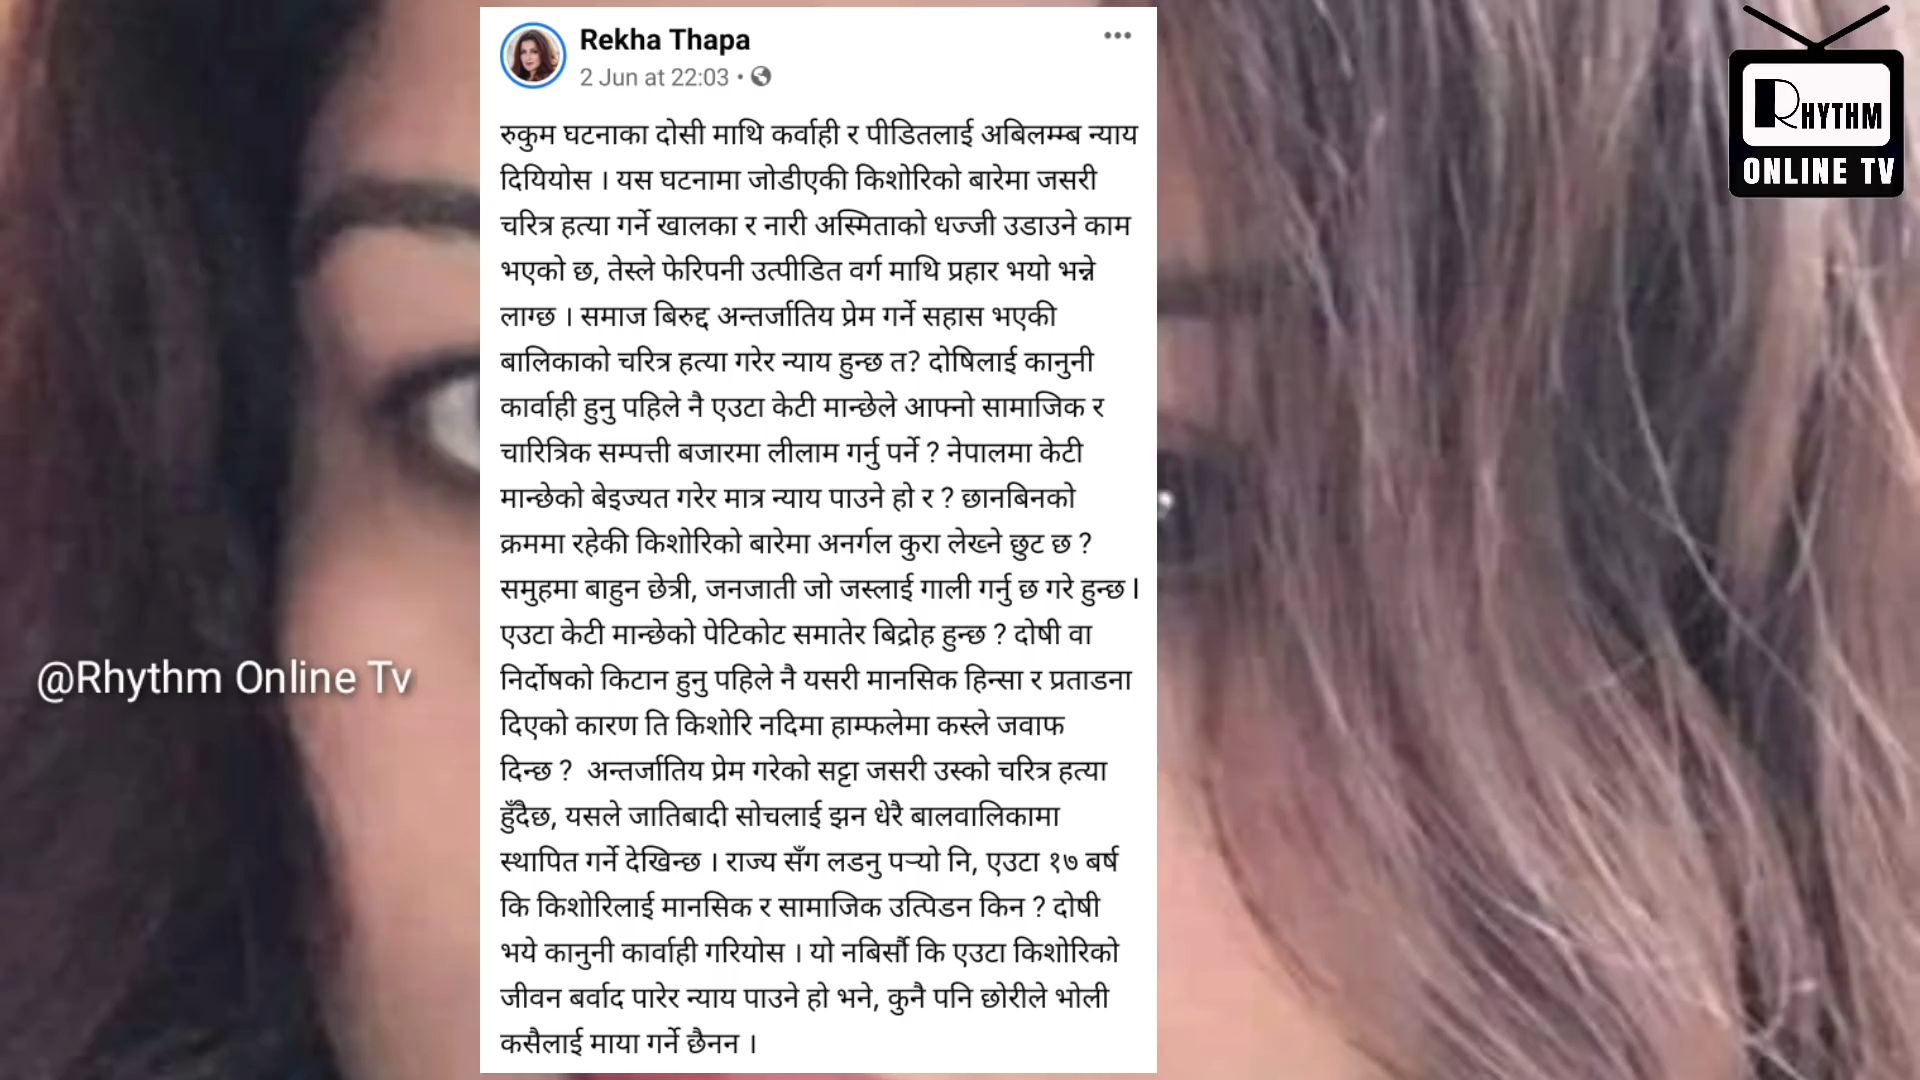 Rekha Thapa
2 Jun at 22:03 •
रुकुम घटनाका दोसी माथि कर्वाही र पीडितलाई अबिलम्म्ब न्याय
दियियोस । यस घटनामा जोडीएकी किशोरिको बारेमा जसरी
चरित्र हत्या गर्ने खालका र नारी अस्मिताको धज्जी उडाउने काम
भएको छ, तेस्ले फेरिपनी उत्पीडित वर्ग माथि प्रहार भयो भन्ने
लाग्छ । समाज बिरुद्द अन्तर्जातिय प्रेम गर्ने सहास भएकी
बालिकाको चरित्र हत्या गरेर न्याय हुन्छ त? दोषिलाई कानुनी
कार्वाही हुनु पहिले नै एउटा केटी मान्छेले आफ्नो सामाजिक र
चारित्रिक सम्पत्ती बजारमा लीलाम गर्नु पर्ने ? नेपालमा केटी
मान्छेको बेइज्यत गरेर मात्र न्याय पाउने हो र ? छानबिनको
क्रममा रहेकी किशोरिको बारेमा अनर्गल कुरा लेख्ने छुट छ ?
समुहमा बाहुन छेत्री, जनजाती जो जस्लाई गाली गर्नु छ गरे हुन्छ l
एउटा केटी मान्छेको पेटिकोट समातेर बिद्रोह हुन्छ ? दोषी वा
निर्दोषको किटान हुनु पहिले नै यसरी मानसिक हिन्सा र प्रताडना
दिएको कारण ति किशोरि नदिमा हाम्फलेमा कस्ले जवाफ
दिन्छ ? अन्तर्जातिय प्रेम गरेको सट्टा जसरी उस्को चरित्र हत्या
हुँदैछ, यसले जातिबादी सोचलाई झन धेरै बालवालिकामा
स्थापित गर्ने देखिन्छ । राज्य सँग लडनु पर्‍यो नि, एउटा १७ बर्ष
कि किशोरिलाई मानसिक र सामाजिक उत्पिडन किन ? दोषी
भये कानुनी कार्वाही गरियोस । यो नबिर्सौ कि एउटा किशोरिको
जीवन बर्वाद पारेर न्याय पाउने हो भने, कुनै पनि छोरीले भोली
कसैलाई माया गर्ने छैनन ।
@Rhythm Online Tv
RHYTHM
ONLINE TV